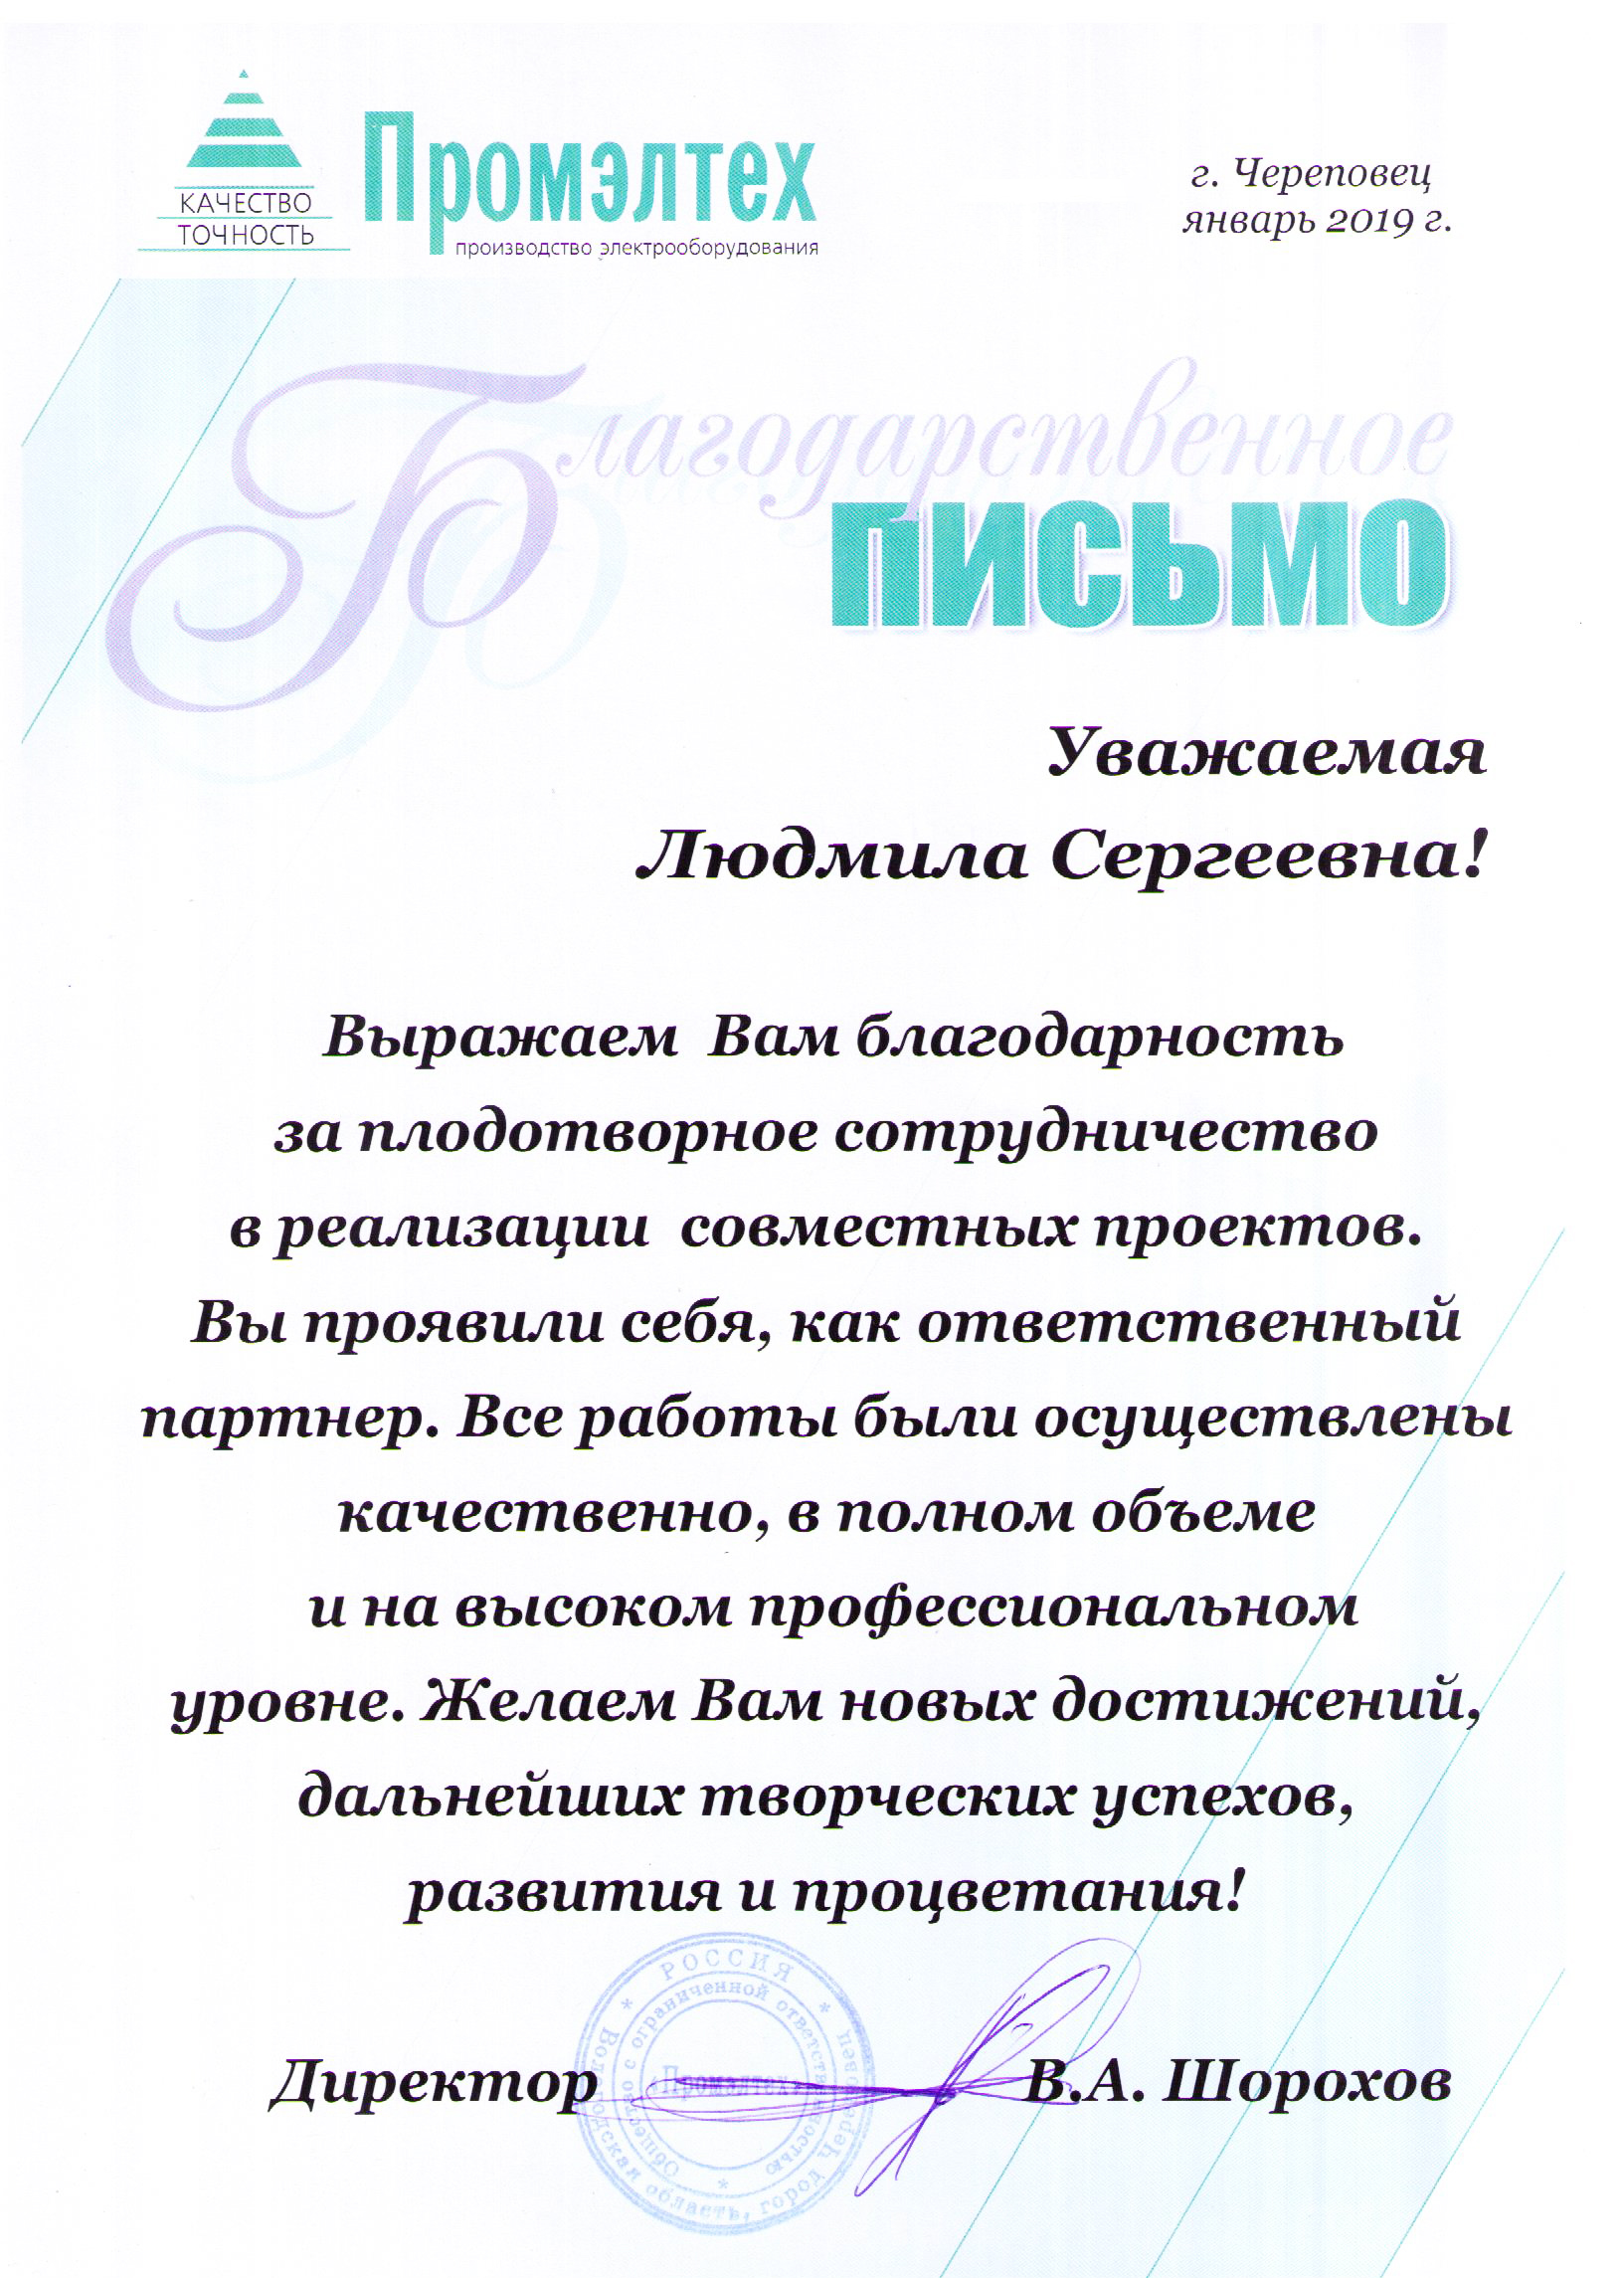 КАЧЕСТВО
ТОЧНОСТЬ
Промэлтех
производство электрооборудования
г. Череповец
январь 2019 г.
Благодарственное
ПИСЬМО
Уважаемая
Людмила Сергеевна!
Выражаем Вам благодарность
за плодотворное сотрудничество
в реализации совместных проектов.
Вы проявили себя, как ответственный
партнер. Все работы были осуществлены
качественно, в полном объеме
и на высоком профессиональном
уровне. Желаем Вам новых достижений,
дальнейших творческих успехов,
развития и процветания!
Директор
В.А. Шорохов
* РОССИЯ *
Вологодская область, город Череповец
Общество с ограниченной ответственностью *
«Промэлтех»